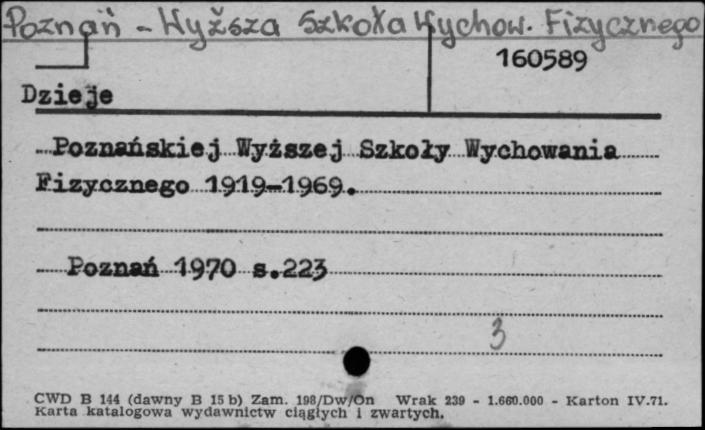 Poznań - Wyższa Szkoła Wychow. Fizycznego
160589
Dzieje
Poznańskiej Wyższej Szkoły Wychowania
Fizycznego 1919-1969.
Poznań 1970 s.223
3
CWD B 144 (dawny B 15 b) Zam. 198/Dw/On Wrak 239 - 1.660.000 - Karton IV.71.
Karta katalogowa wydawnictw ciągłych i zwartych.